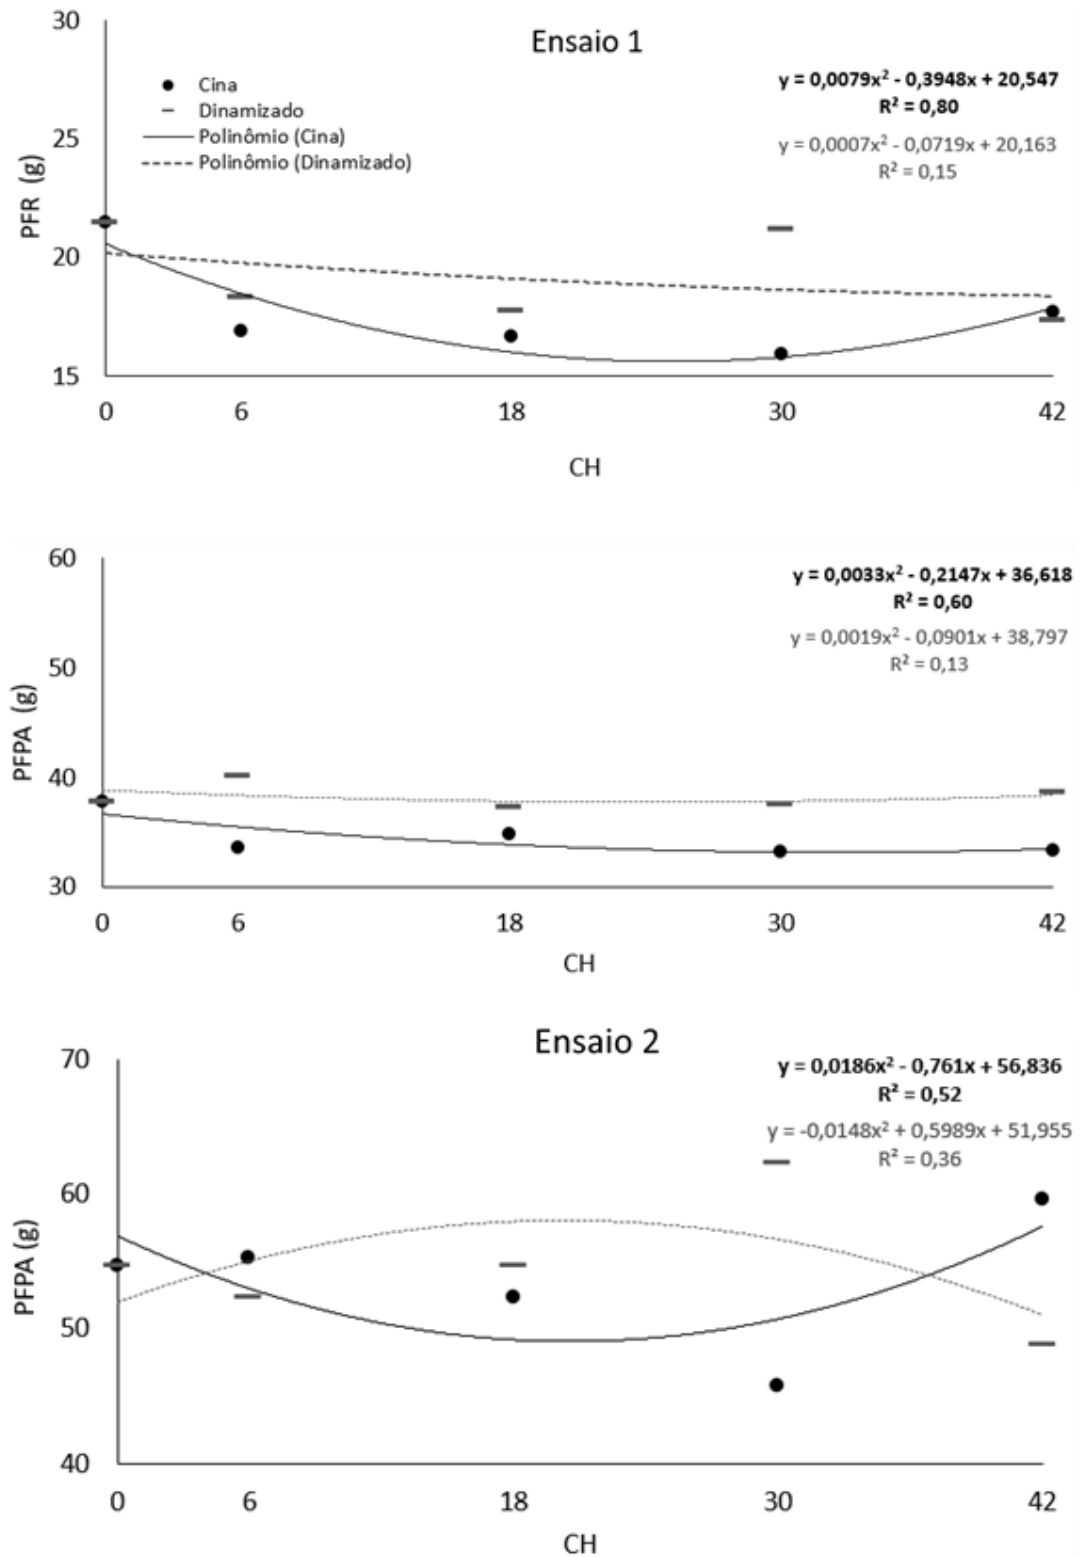 Ensaio 1
30
25
20
15
PFR (g)
Cina
Dinamizado
Polinômio (Cina)
Polinômio (Dinamizado)
y = 0,0079x² - 0,3948x + 20,547
R² = 0,80
y = 0,0007x² - 0,0719x + 20,163
R² = 0,15
0 6 18 30 42
CH
60
50
40
30
PFPA (g)
y = 0,0033x² - 0,2147x + 36,618
R² = 0,60
y = 0,0019x² - 0,0901x + 38,797
R² = 0,13
0 6 18 30 42
CH
Ensaio 2
70
60
50
40
PFPA (g)
y = 0,0186x² - 0,761x + 56,836
R² = 0,52
y = -0,0148x² + 0,5989x + 51,955
R² = 0,36
0 6 18 30 42
CH